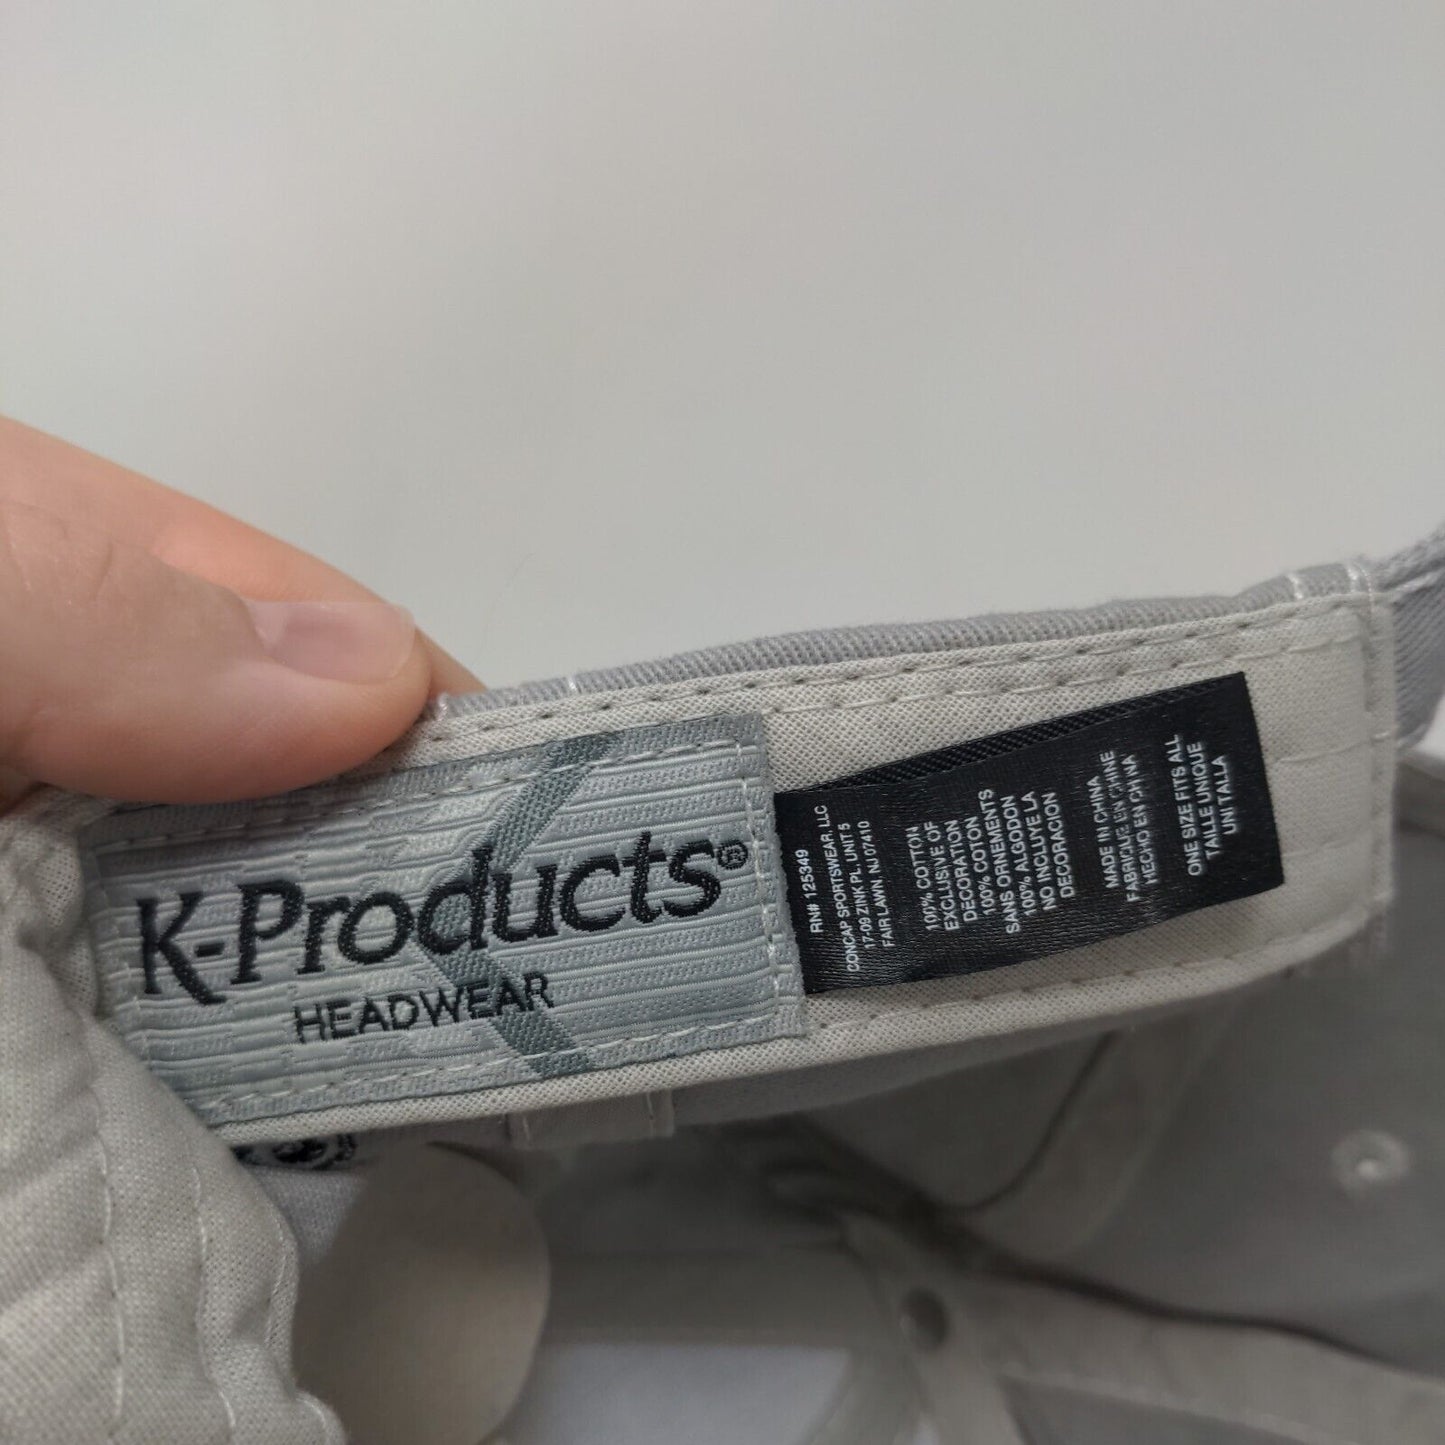 K-Products®
HEADWEAR
RN# 125349
CONCAP SPORTSWEAR, LLC
17-09 ZINK PL. UNIT 5
FAIR LAWN NJ 07410
100% COTTON
EXCLUSIVE OF
DECORATION
100% COTON
SANS ORNEMENTS
100% ALGODON
NO INCLUYE LA
DECORACION
MADE IN CHINA
FABRIQUE EN CHINE
HECHO EN CHINA
ONE SIZE FITS ALL
TAILLE UNIQUE
UNI TALLA